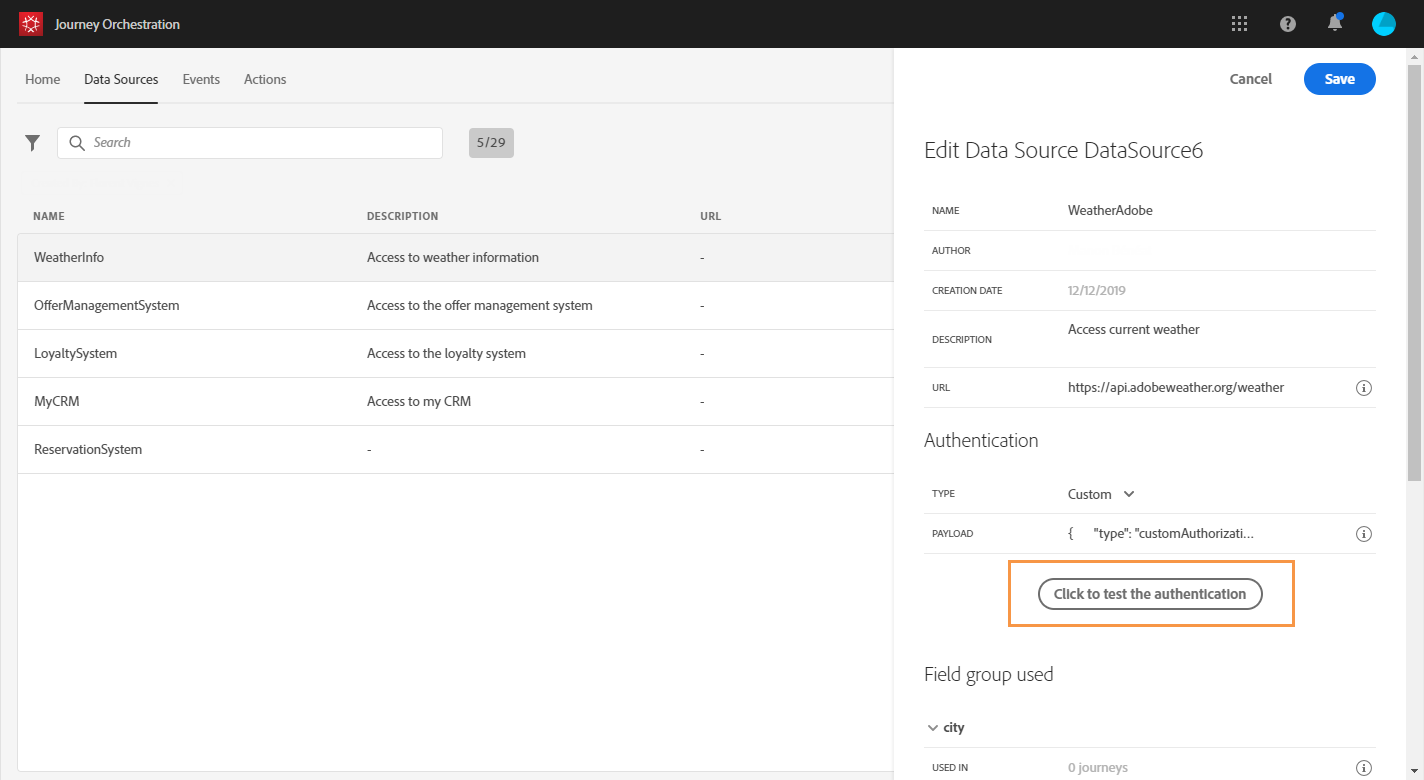 Journey Orchestration
Home Data Sources Events Actions
Search 5/29
NAME DESCRIPTION URL
WeatherInfo Access to weather information -
OfferManagementSystem Access to the offer management system -
LoyaltySystem Access to the loyalty system -
MyCRM Access to my CRM -
ReservationSystem - -
Cancel Save
Edit Data Source DataSource6
NAME WeatherAdobe
AUTHOR
CREATION DATE 12/12/2019
DESCRIPTION Access current weather
URL https://api.adobeweather.org/weather
Authentication
TYPE Custom
PAYLOAD { "type": "customAuthorizati...
Click to test the authentication
Field group used
city
USED IN 0 journeys